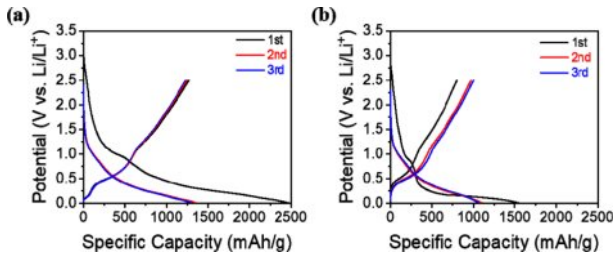 (a)
3.5
3.0
2.5
2.0
1.5
1.0
0.5
0.0
Potential (V vs. Li/Li⁺)
1st
2nd
3rd
0 500 1000 1500 2000 2500
Specific Capacity (mAh/g)
(b)
3.5
3.0
2.5
2.0
1.5
1.0
0.5
0.0
Potential (V vs. Li/Li⁺)
1st
2nd
3rd
0 500 1000 1500 2000 2500
Specific Capacity (mAh/g)